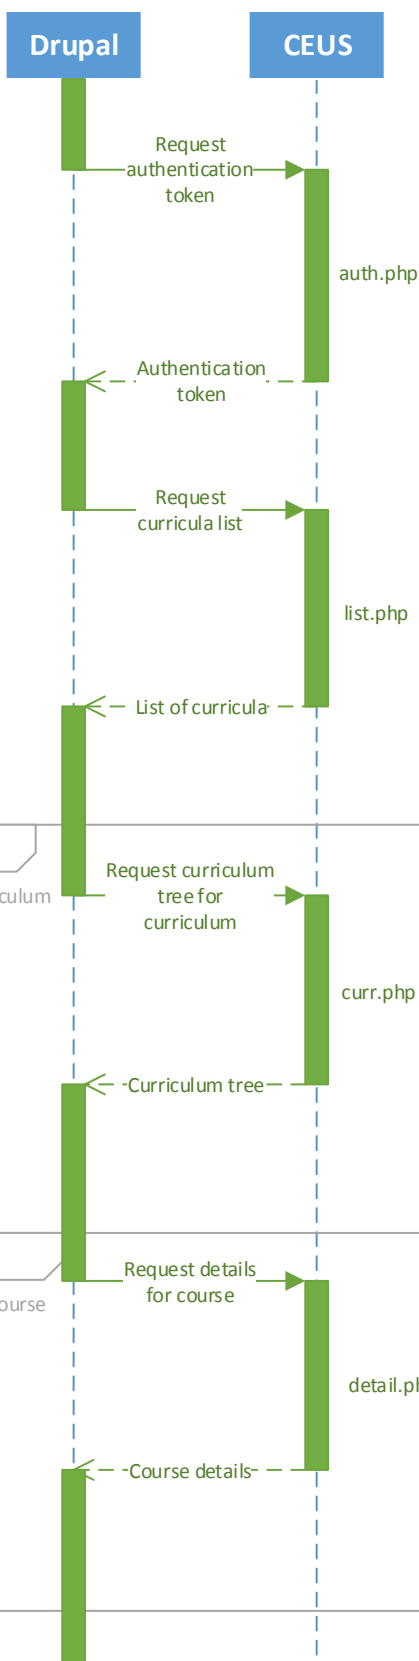 Drupal
CEUS
Request
authentication
token
auth.php
Authentication
token
Request
curricula list
list.php
List of curricula
Request curriculum
tree for
curriculum
culum
curr.php
Curriculum tree
Request details
for course
ourse
detail.ph
Course details